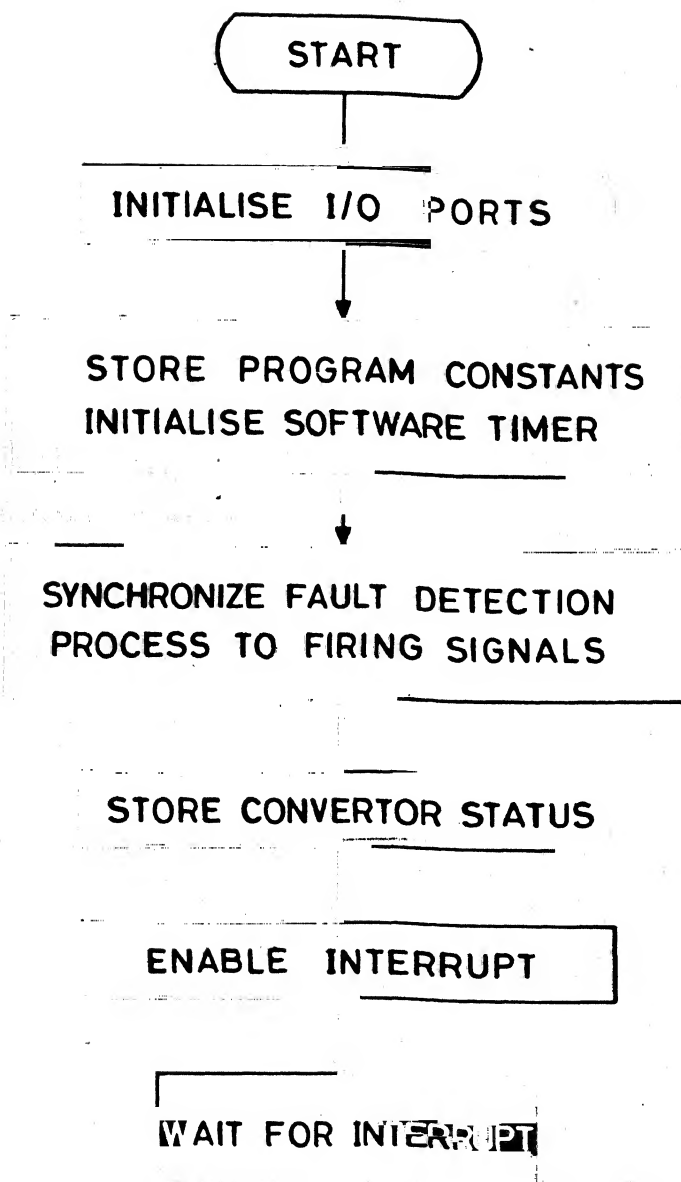 START
INITIALISE I/O PORTS
STORE PROGRAM CONSTANTS
INITIALISE SOFTWARE TIMER
SYNCHRONIZE FAULT DETECTION
PROCESS TO FIRING SIGNALS
STORE CONVERTOR STATUS
ENABLE INTERRUPT
WAIT FOR INTERRUPT